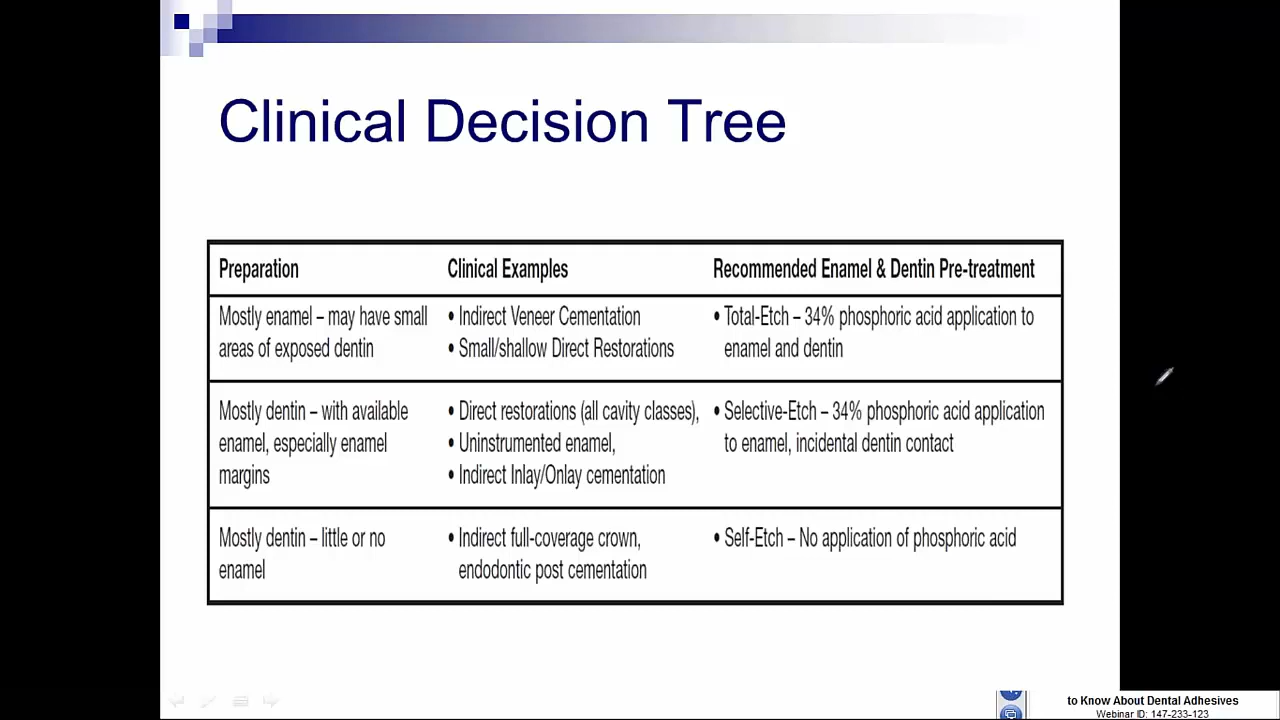 Clinical Decision Tree
Preparation
Clinical Examples
Recommended Enamel & Dentin Pre-treatment
Mostly enamel – may have small
areas of exposed dentin
• Indirect Veneer Cementation
• Small/shallow Direct Restorations
• Total-Etch – 34% phosphoric acid application to
enamel and dentin
Mostly dentin – with available
enamel, especially enamel
margins
• Direct restorations (all cavity classes),
• Uninstrumented enamel,
• Indirect Inlay/Onlay cementation
• Selective-Etch – 34% phosphoric acid application
to enamel, incidental dentin contact
Mostly dentin – little or no
enamel
• Indirect full-coverage crown,
endodontic post cementation
• Self-Etch – No application of phosphoric acid
to Know About Dental Adhesives
Webinar ID: 147-233-123